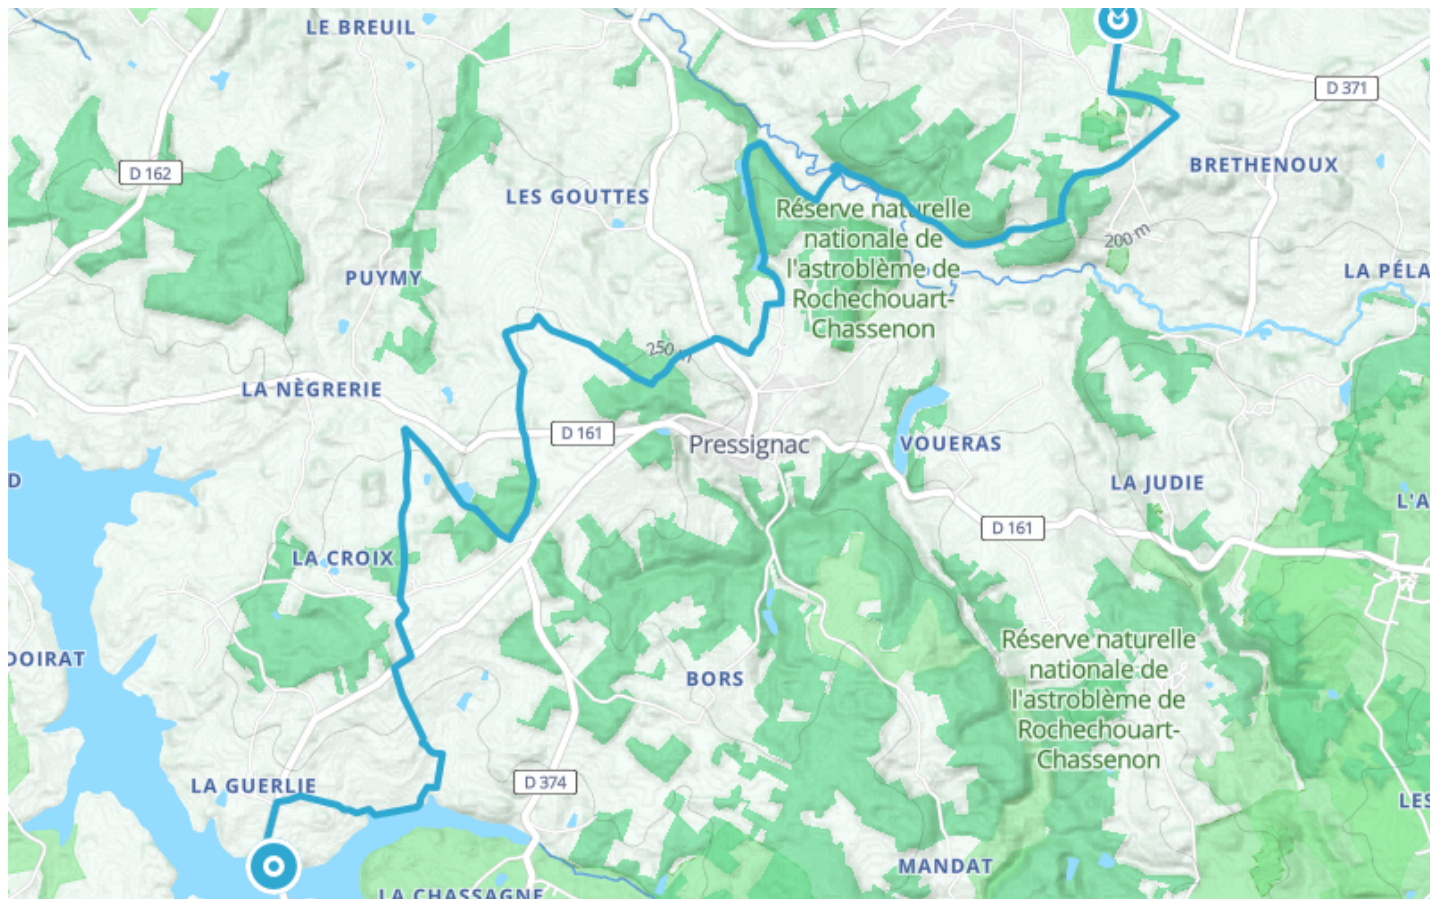 LE BREUIL
D 371
D 162
BRETHENOUX
LES GOUTTES
Réserve naturelle
nationale de
l'astroblème de
Rochechouart-
Chassenon
200 m
PUYMY
LA PÉLA
250 m
LA NÈGRERIE
D 161
Pressignac
VOUERAS
D
LA JUDIE
L'A
D 161
LA CROIX
Réserve naturelle
nationale de
l'astroblème de
Rochechouart-
Chassenon
DOIRAT
BORS
LA GUERLIE
D 374
LES
MANDAT
LA CHASSAGNE